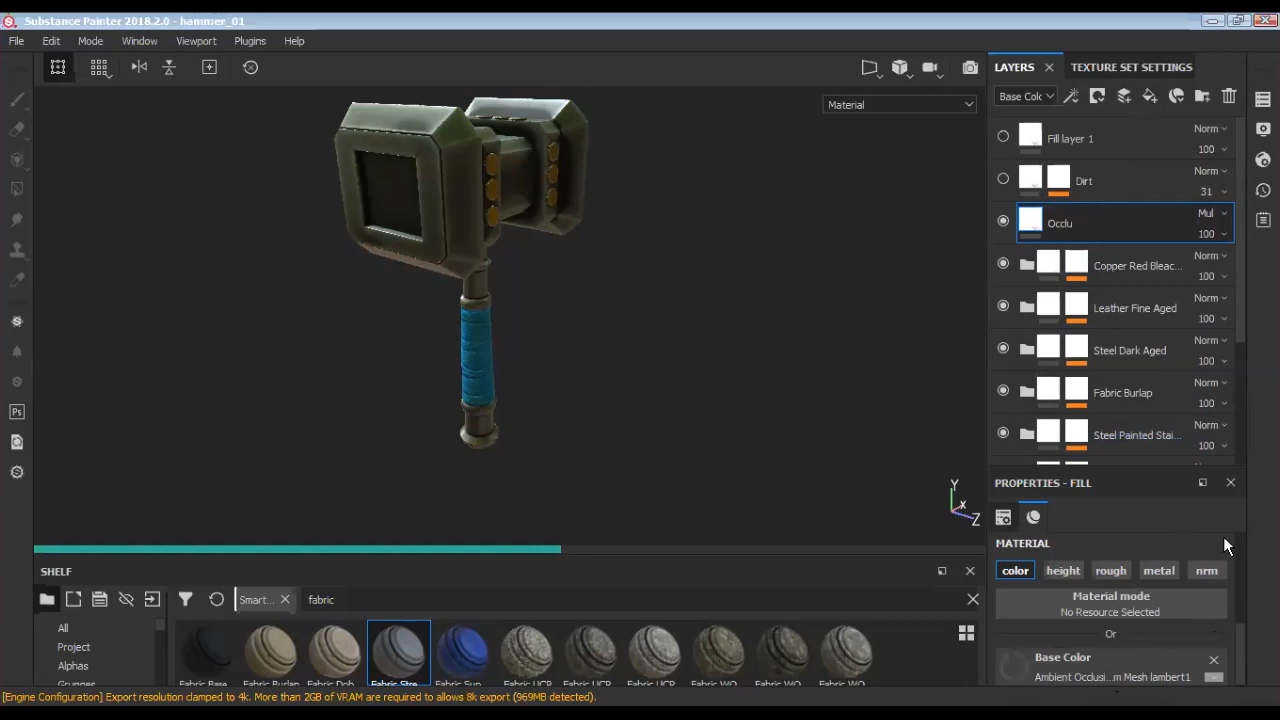 Substance Painter 2018.2.0 - hammer_01
File Edit Mode Window Viewport Plugins Help
Material
LAYERS TEXTURE SET SETTINGS
Base Colc
Fill layer 1 Norm
100
Dirt Norm
31
Occlu Mul
100
Copper Red Bleac... Norm
100
Leather Fine Aged Norm
100
Steel Dark Aged Norm
100
Fabric Burlap Norm
100
Steel Painted Stai... Norm
100
Y
X
Z
PROPERTIES - FILL
MATERIAL
color height rough metal nrm
Material mode
No Resource Selected
Or
Base Color
Ambient Occlusi...m Mesh lambert1
SHELF
Smart... fabric
All
Project
Alphas
Ps
[Engine Configuration] Export resolution clamped to 4k. More than 2GB of VRAM are required to allows 8k export (969MB detected).